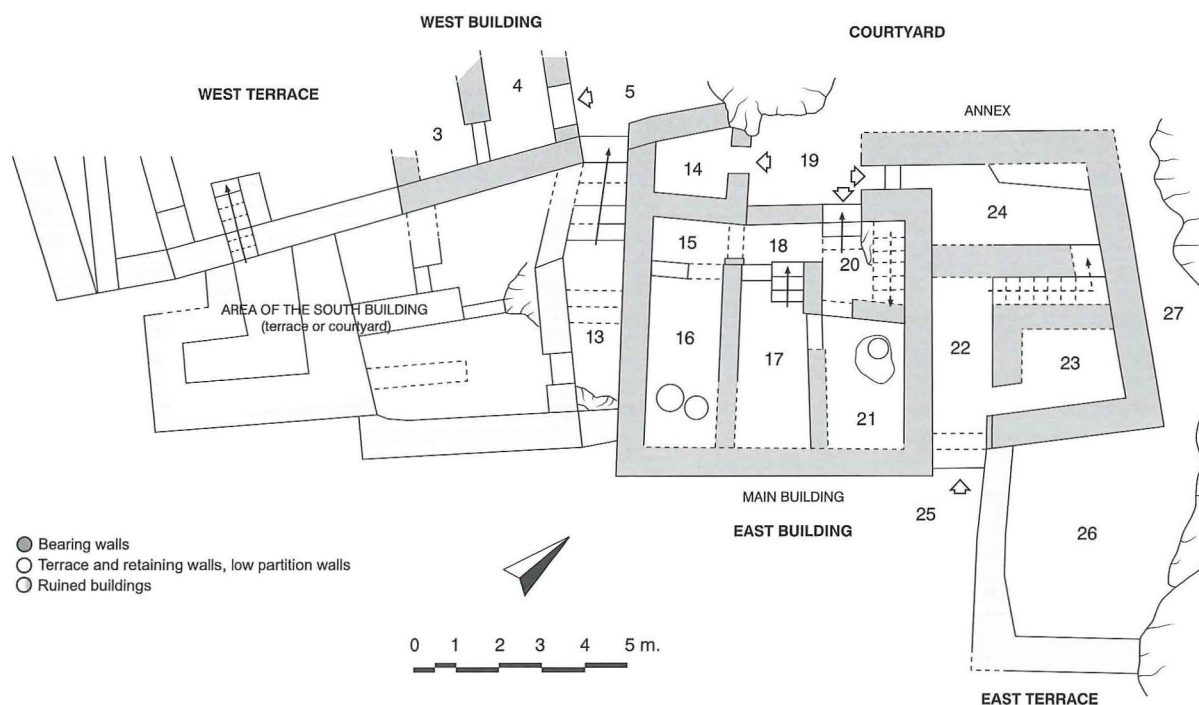 WEST BUILDING
COURTYARD
WEST TERRACE
ANNEX
3
4
5
14
19
24
15
18
20
AREA OF THE SOUTH BUILDING
(terrace or courtyard)
13
16
17
21
22
23
27
MAIN BUILDING
EAST BUILDING
25
26
Bearing walls
Terrace and retaining walls, low partition walls
Ruined buildings
0 1 2 3 4 5 m.
EAST TERRACE